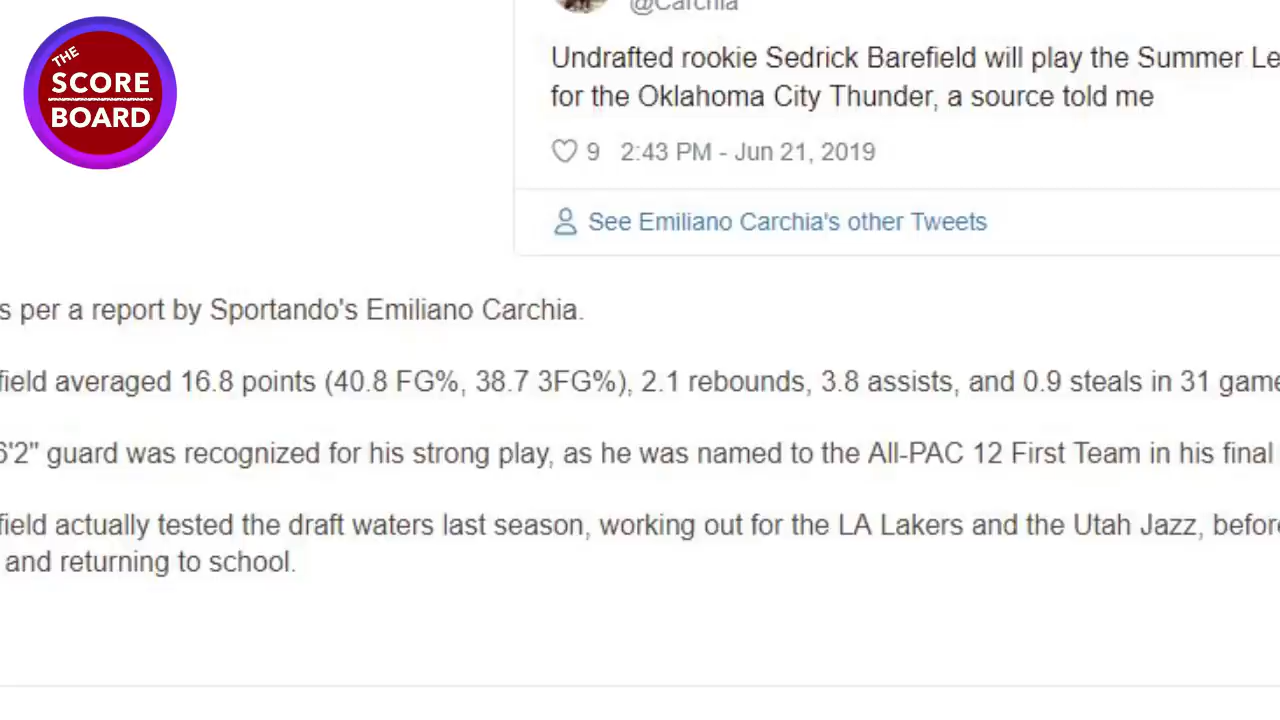 THE
SCORE
BOARD
@Carchia
Undrafted rookie Sedrick Barefield will play the Summer Le
for the Oklahoma City Thunder, a source told me
9 2:43 PM - Jun 21, 2019
See Emiliano Carchia's other Tweets
s per a report by Sportando's Emiliano Carchia.
field averaged 16.8 points (40.8 FG%, 38.7 3FG%), 2.1 rebounds, 3.8 assists, and 0.9 steals in 31 game
6'2" guard was recognized for his strong play, as he was named to the All-PAC 12 First Team in his final
field actually tested the draft waters last season, working out for the LA Lakers and the Utah Jazz, before
and returning to school.